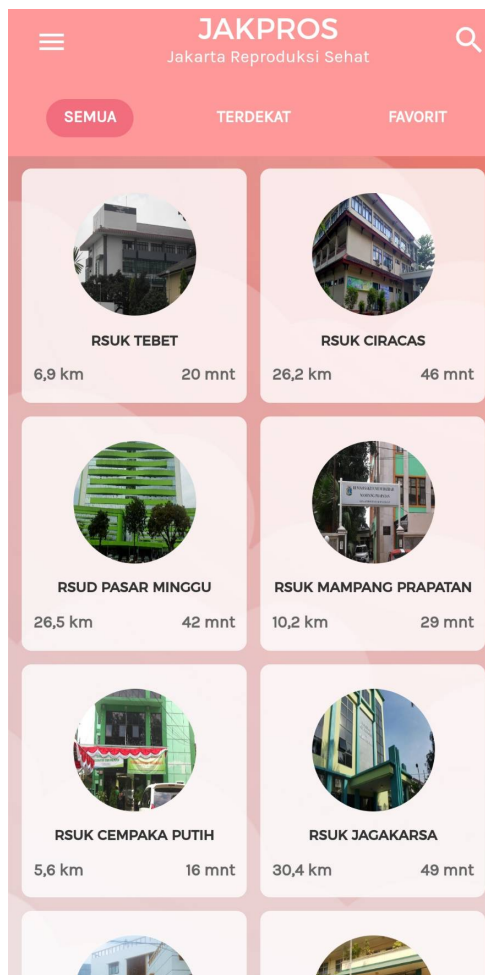 JAKPROS
Jakarta Reproduksi Sehat
SEMUA TERDEKAT FAVORIT
RSUK TEBET
6,9 km 20 mnt
RSUK CIRACAS
26,2 km 46 mnt
RSUD PASAR MINGGU
26,5 km 42 mnt
RSUK MAMPANG PRAPATAN
10,2 km 29 mnt
RSUK CEMPAKA PUTIH
5,6 km 16 mnt
RSUK JAGAKARSA
30,4 km 49 mnt